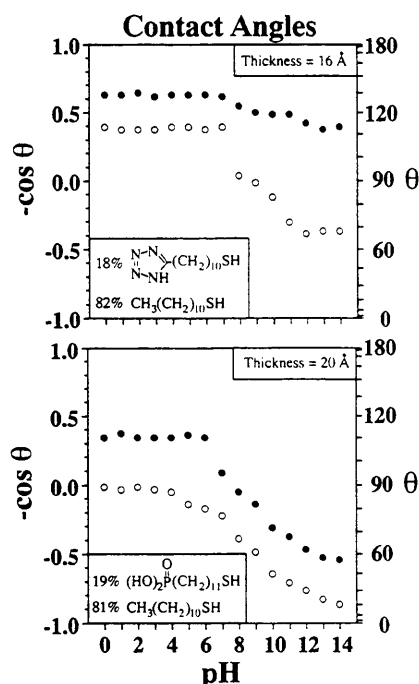 Contact Angles
1.0
0.5
0.0
-0.5
-1.0
-cos θ
180
120
90
60
0
θ
Thickness = 16 Å
18% N N N NH (CH2)10SH
82% CH3(CH2)10SH
1.0
0.5
0.0
-0.5
-1.0
-cos θ
180
120
90
60
0
θ
Thickness = 20 Å
O
19% (HO)2P(CH2)11SH
81% CH3(CH2)10SH
0 2 4 6 8 10 12 14
pH